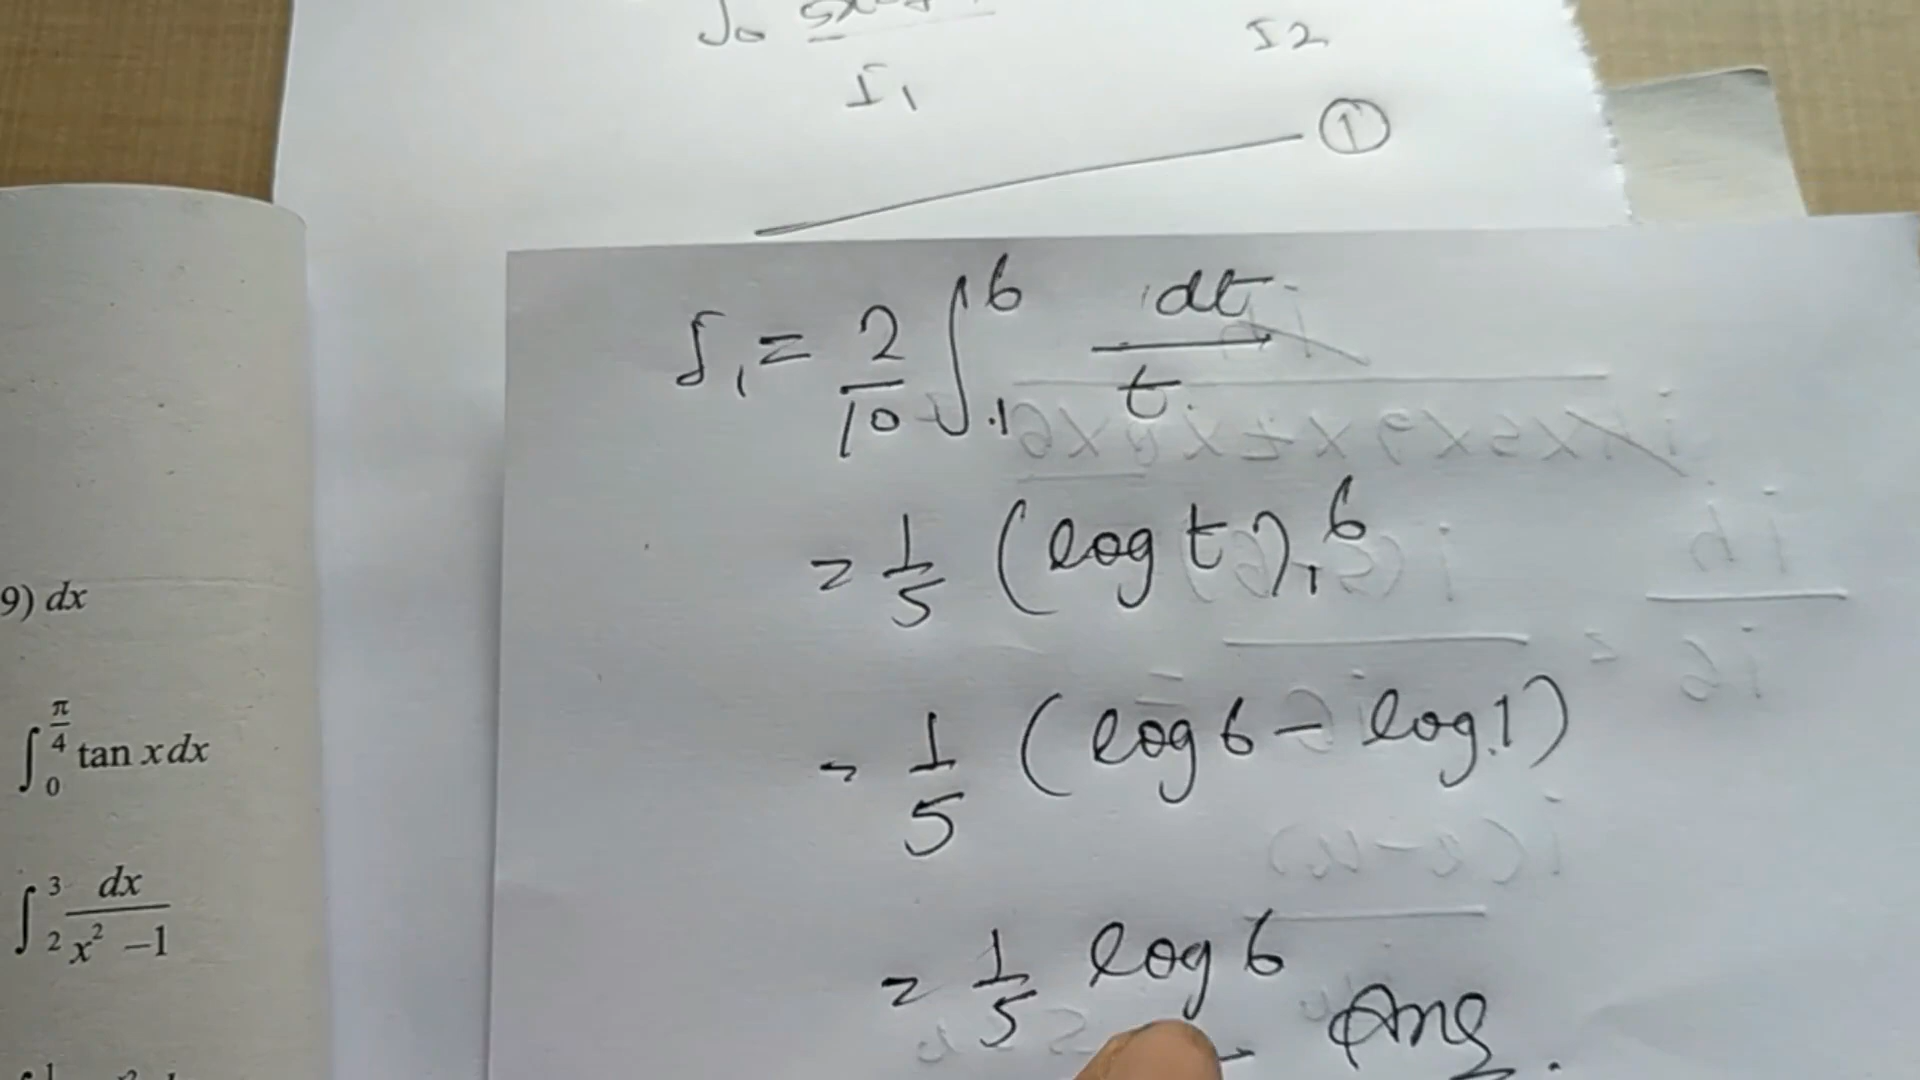 I1 I2
①
I1 = 2/10 ∫₁⁶ dt/t
= 1/5 (log t)₁⁶
= 1/5 (log 6 - log 1)
= 1/5 log 6
Ans.
9) dx
∫₀^(π/4) tan x dx
∫₂³ dx/(x² - 1)